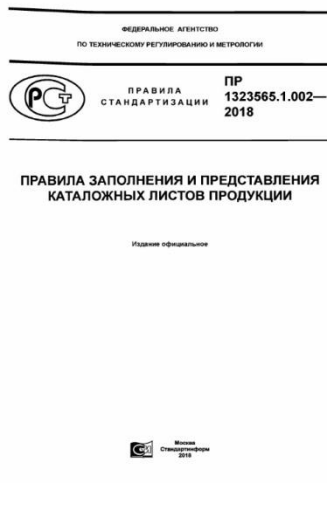 ФЕДЕРАЛЬНОЕ АГЕНТСТВО
ПО ТЕХНИЧЕСКОМУ РЕГУЛИРОВАНИЮ И МЕТРОЛОГИИ
РСТ
ПРАВИЛА
СТАНДАРТИЗАЦИИ
ПР
1323565.1.002—
2018
ПРАВИЛА ЗАПОЛНЕНИЯ И ПРЕДСТАВЛЕНИЯ
КАТАЛОЖНЫХ ЛИСТОВ ПРОДУКЦИИ
Издание официальное
Москва
Стандартинформ
2018